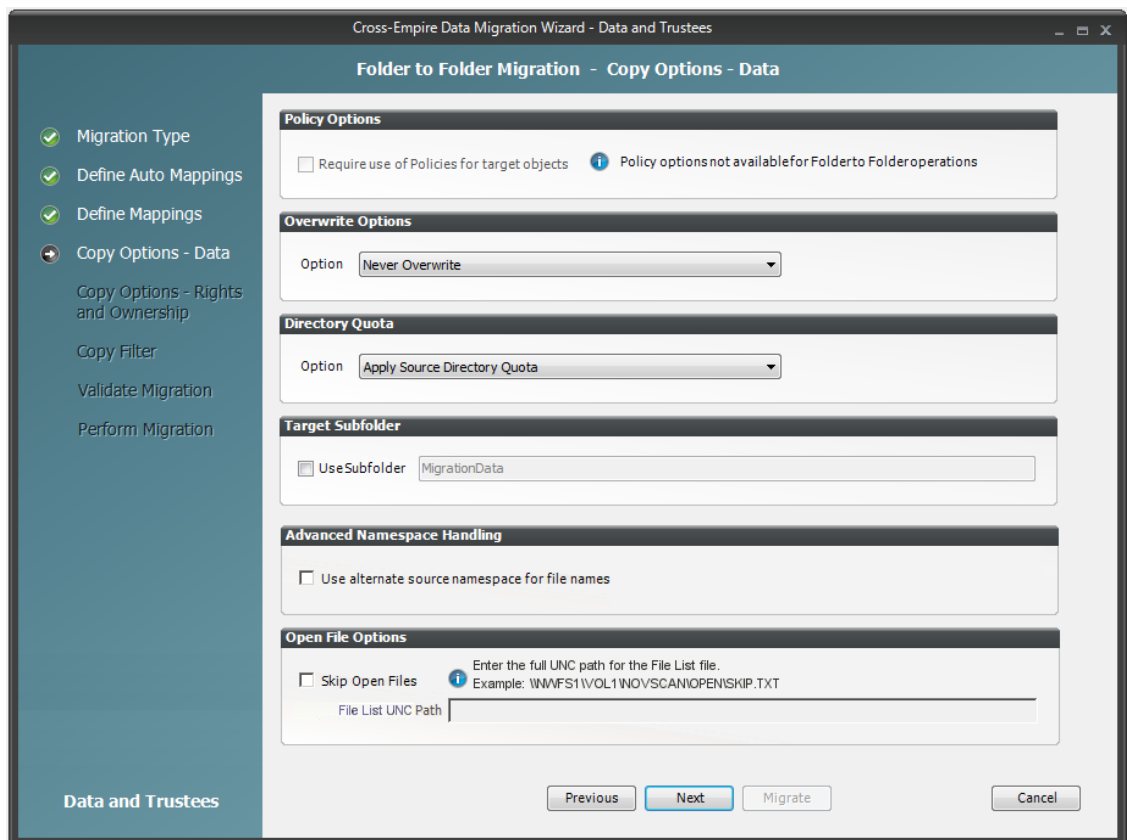 Cross-Empire Data Migration Wizard - Data and Trustees
Folder to Folder Migration - Copy Options - Data
Migration Type
Define Auto Mappings
Define Mappings
Copy Options - Data
Copy Options - Rights
and Ownership
Copy Filter
Validate Migration
Perform Migration
Data and Trustees
Policy Options
Require use of Policies for target objects
Policy options not available for Folder to Folder operations
Overwrite Options
Option
Never Overwrite
Directory Quota
Option
Apply Source Directory Quota
Target Subfolder
Use Subfolder
MigrationData
Advanced Namespace Handling
Use alternate source namespace for file names
Open File Options
Skip Open Files
Enter the full UNC path for the File List file.
Example: \\NWFS1\VOL1\NOVSCAN\OPEN\SKIP.TXT
File List UNC Path
Previous
Next
Migrate
Cancel